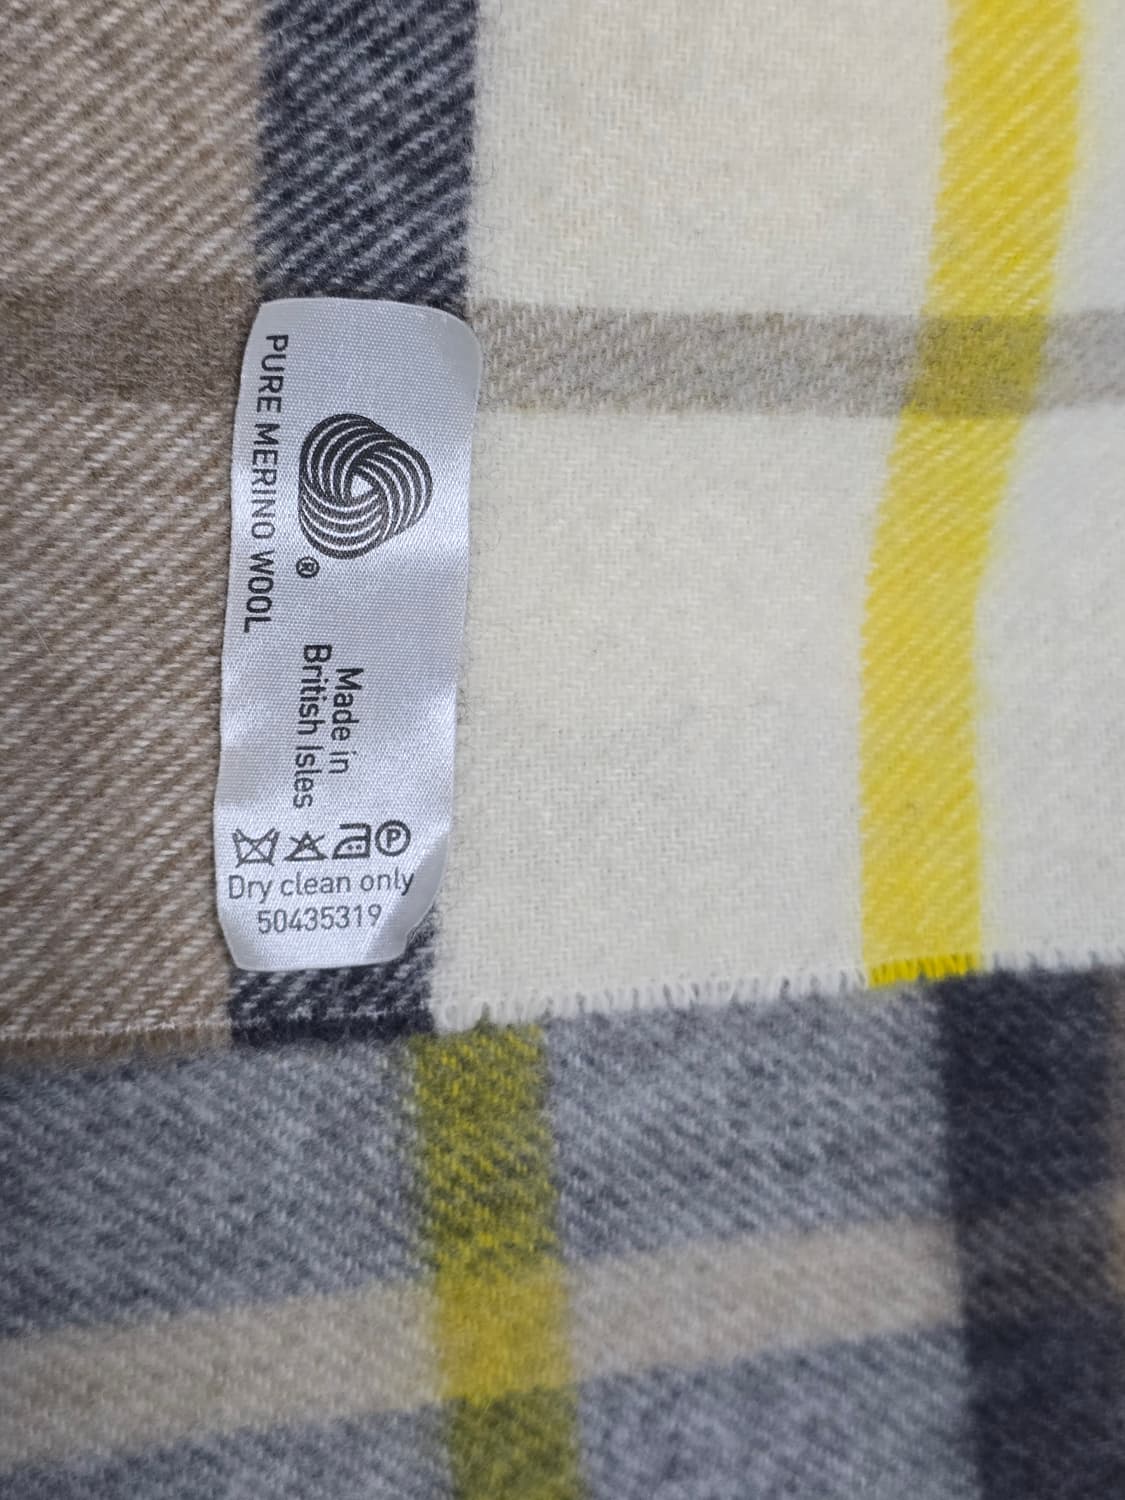 PURE MERINO WOOL
®
Made in
British Isles
P
Dry clean only
50435319